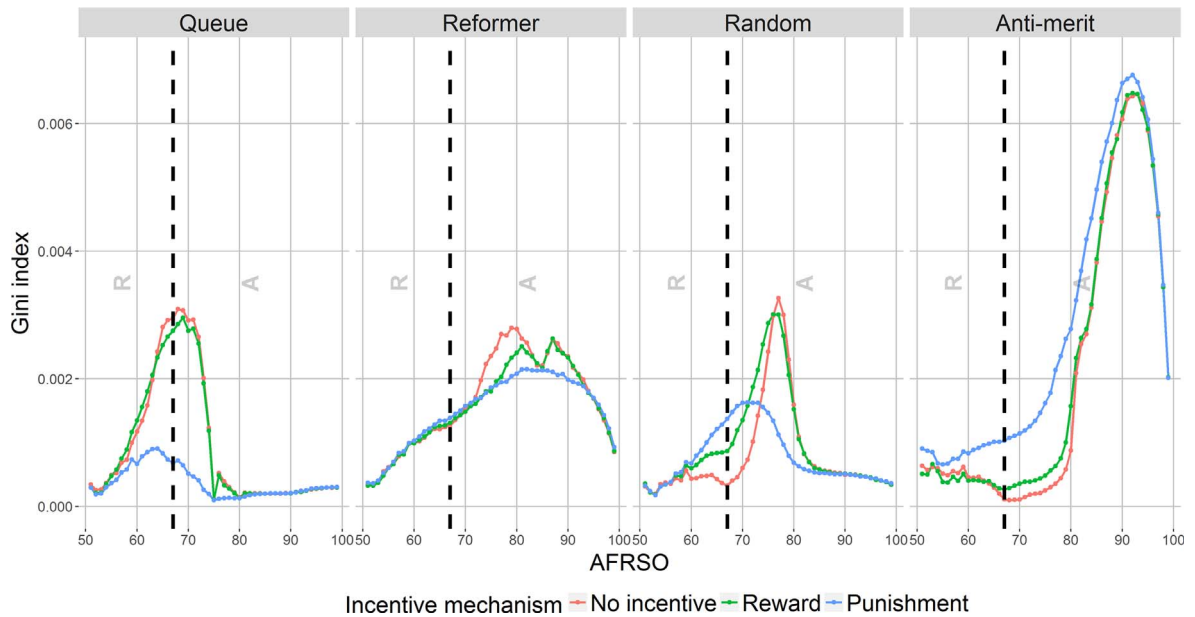 Queue Reformer Random Anti-merit
0.006
0.004
0.002
0.000
Gini index
R A R A R A R A
50 60 70 80 90 100 50 60 70 80 90 100 50 60 70 80 90 100 50 60 70 80 90 100
AFRSO
Incentive mechanism No incentive Reward Punishment